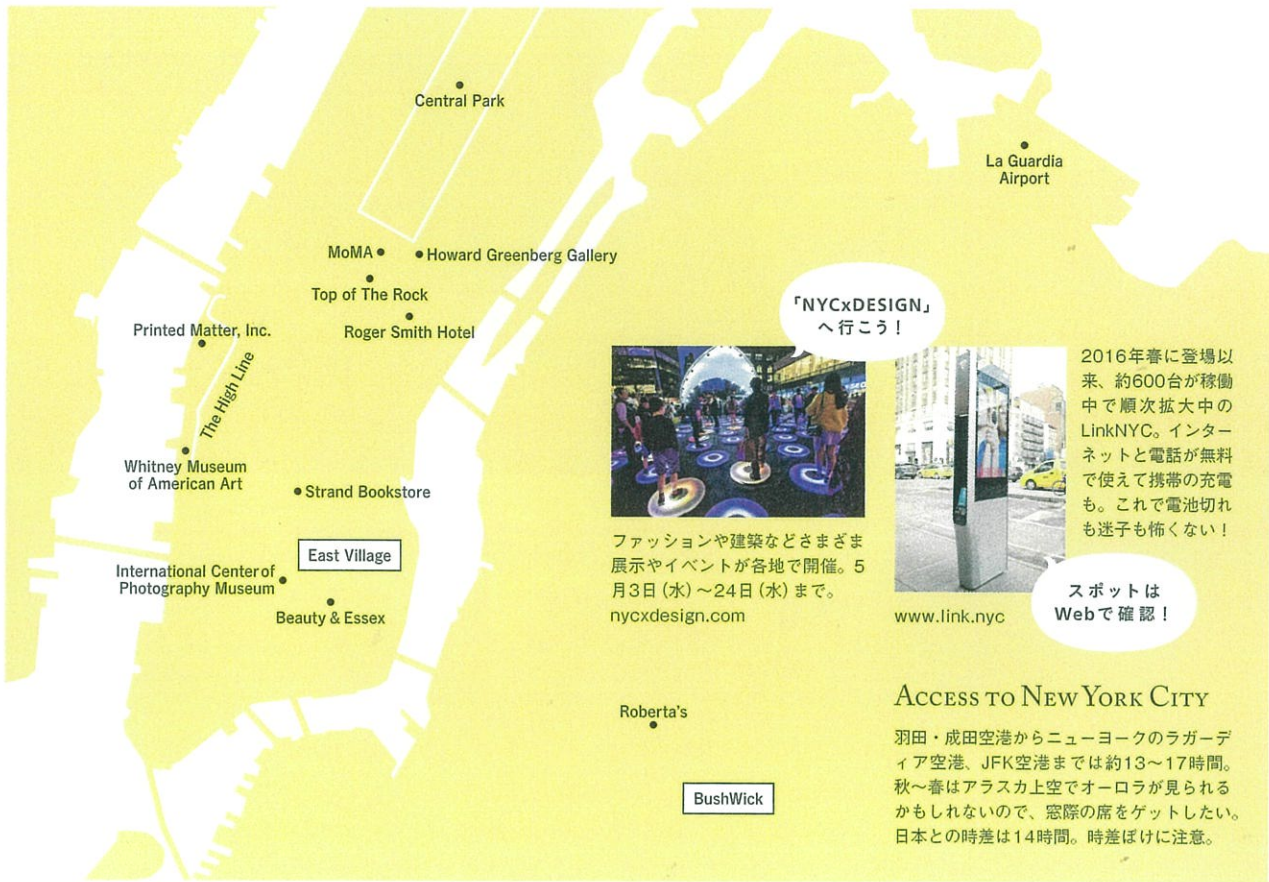 Central Park
La Guardia
Airport
MoMA
Howard Greenberg Gallery
Top of The Rock
Roger Smith Hotel
Printed Matter, Inc.
The High Line
Whitney Museum
of American Art
Strand Bookstore
East Village
International Center of
Photography Museum
Beauty & Essex
Roberta's
BushWick
「NYCxDESIGN」
へ行こう！
ファッションや建築などさまざま
展示やイベントが各地で開催。5
月3日（水）〜24日（水）まで。
nycxdesign.com
2016年春に登場以
来、約600台が稼働
中で順次拡大中の
LinkNYC。インター
ネットと電話が無料
で使えて携帯の充電
も。これで電池切れ
も迷子も怖くない！
www.link.nyc
スポットは
Webで確認！
ACCESS TO NEW YORK CITY
羽田・成田空港からニューヨークのラガーデ
ィア空港、JFK空港までは約13〜17時間。
秋〜春はアラスカ上空でオーロラが見られる
かもしれないので、窓際の席をゲットしたい。
日本との時差は14時間。時差ぼけに注意。